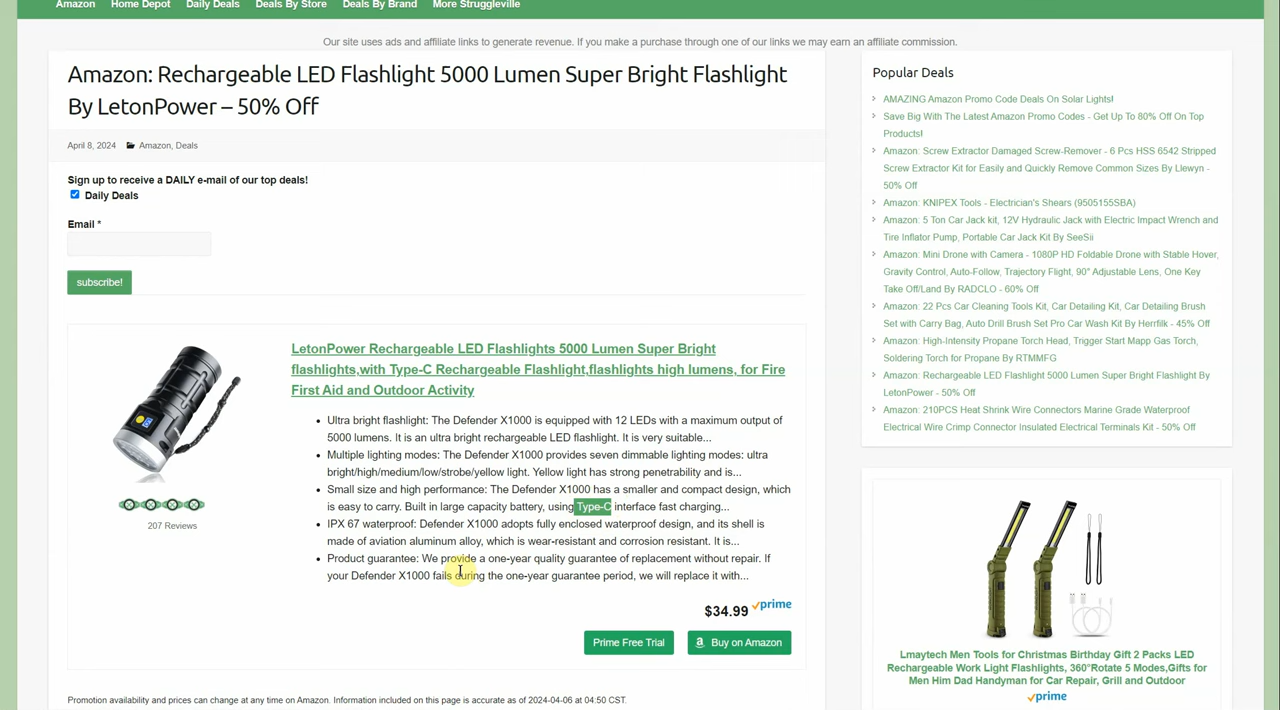 Amazon Home Depot Daily Deals Deals By Store Deals By Brand More Struggleville
Our site uses ads and affiliate links to generate revenue. If you make a purchase through one of our links we may earn an affiliate commission.
Amazon: Rechargeable LED Flashlight 5000 Lumen Super Bright Flashlight
By LetonPower – 50% Off
April 8, 2024 Amazon, Deals
Sign up to receive a DAILY e-mail of our top deals!
Daily Deals
Email *
subscribe!
207 Reviews
LetonPower Rechargeable LED Flashlights 5000 Lumen Super Bright
flashlights,with Type-C Rechargeable Flashlight,flashlights high lumens, for Fire
First Aid and Outdoor Activity
• Ultra bright flashlight: The Defender X1000 is equipped with 12 LEDs with a maximum output of
5000 lumens. It is an ultra bright rechargeable LED flashlight. It is very suitable...
• Multiple lighting modes: The Defender X1000 provides seven dimmable lighting modes: ultra
bright/high/medium/low/strobe/yellow light. Yellow light has strong penetrability and is...
• Small size and high performance: The Defender X1000 has a smaller and compact design, which
is easy to carry. Built in large capacity battery, using Type-C interface fast charging...
• IPX 67 waterproof: Defender X1000 adopts fully enclosed waterproof design, and its shell is
made of aviation aluminum alloy, which is wear-resistant and corrosion resistant. It is...
• Product guarantee: We provide a one-year quality guarantee of replacement without repair. If
your Defender X1000 fails during the one-year guarantee period, we will replace it with...
$34.99 prime
Prime Free Trial Buy on Amazon
Promotion availability and prices can change at any time on Amazon. Information included on this page is accurate as of 2024-04-06 at 04:50 CST.
Popular Deals
AMAZING Amazon Promo Code Deals On Solar Lights!
Save Big With The Latest Amazon Promo Codes - Get Up To 80% Off On Top
Products!
Amazon: Screw Extractor Damaged Screw-Remover - 6 Pcs HSS 6542 Stripped
Screw Extractor Kit for Easily and Quickly Remove Common Sizes By Llewyn -
50% Off
Amazon: KNIPEX Tools - Electrician's Shears (9505155SBA)
Amazon: 5 Ton Car Jack kit, 12V Hydraulic Jack with Electric Impact Wrench and
Tire Inflator Pump, Portable Car Jack Kit By SeeSii
Amazon: Mini Drone with Camera - 1080P HD Foldable Drone with Stable Hover,
Gravity Control, Auto-Follow, Trajectory Flight, 90° Adjustable Lens, One Key
Take Off/Land By RADCLO - 60% Off
Amazon: 22 Pcs Car Cleaning Tools Kit, Car Detailing Kit, Car Detailing Brush
Set with Carry Bag, Auto Drill Brush Set Pro Car Wash Kit By Herrfilk - 45% Off
Amazon: High-Intensity Propane Torch Head, Trigger Start Mapp Gas Torch,
Soldering Torch for Propane By RTMMFG
Amazon: Rechargeable LED Flashlight 5000 Lumen Super Bright Flashlight By
LetonPower - 50% Off
Amazon: 210PCS Heat Shrink Wire Connectors Marine Grade Waterproof
Electrical Wire Crimp Connector Insulated Electrical Terminals Kit - 50% Off
Lmaytech Men Tools for Christmas Birthday Gift 2 Packs LED
Rechargeable Work Light Flashlights, 360°Rotate 5 Modes,Gifts for
Men Him Dad Handyman for Car Repair, Grill and Outdoor
prime